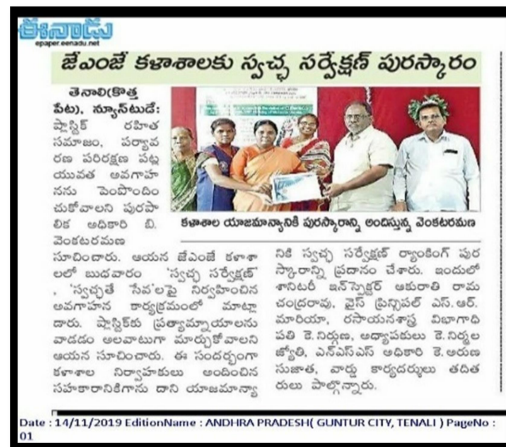 ఈనాడు
epaper.eenadu.net
జేఎంజే కళాశాలకు స్వచ్ఛ సర్వేక్షణ్ పురస్కారం
తెనాలి(కొత్త
పేట), న్యూస్‌టుడే:
ప్లాస్టిక్ రహిత
సమాజం, పర్యావ
రణ పరిరక్షణ పట్ల
యువత అవగాహ
నను పెంపొందిం
చుకోవాలని పురపా
లిక అధికారి బి.
వెంకటరమణ
సూచించారు. ఆయన జేఎంజే కళాశా
లలో బుధవారం 'స్వచ్ఛ సర్వేక్షణ్'
, 'స్వచ్ఛతే సేవ'లపై నిర్వహించిన
అవగాహన కార్యక్రమంలో మాట్లా
డారు. ప్లాస్టిక్‌కు ప్రత్యామ్నాయాలను
వాడడం అలవాటుగా మార్చుకోవాలని
ఆయన సూచించారు. ఈ సందర్భంగా
కళాశాల నిర్వాహకులు అందించిన
సహకారానికిగాను దాని యాజమాన్యా
కళాశాల యాజమాన్యానికి పురస్కారాన్ని అందిస్తున్న వెంకటరమణ
నికి స్వచ్ఛ సర్వేక్షణ్ ర్యాంకింగ్ పుర
స్కారాన్ని ప్రదానం చేశారు. ఇందులో
శానిటరీ ఇన్‌స్పెక్టర్ ఆకురాతి రామ
చంద్రరావు, వైస్ ప్రిన్సిపల్ ఎస్.ఆర్.
మారియా, రసాయనశాస్త్ర విభాగాధి
పతి కె.నిర్గుణ, అధ్యాపకులు కె.నిర్మల
జ్యోతి, ఎన్ఎస్ఎస్ అధికారి కె.అరుణ
సుజాత, వార్డు కార్యదర్శులు తదిత
రులు పాల్గొన్నారు.
Date : 14/11/2019 EditionName : ANDHRA PRADESH( GUNTUR CITY, TENALI ) PageNo :
01